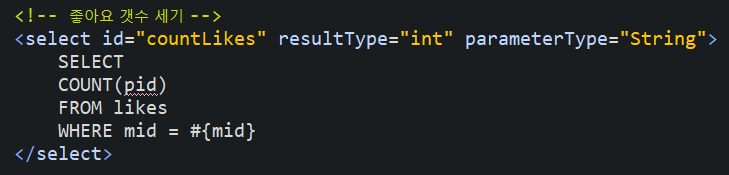 <!-- 좋아요 갯수 세기 -->
<select id="countLikes" resultType="int" parameterType="String">
SELECT
COUNT(pid)
FROM likes
WHERE mid = #{mid}
</select>